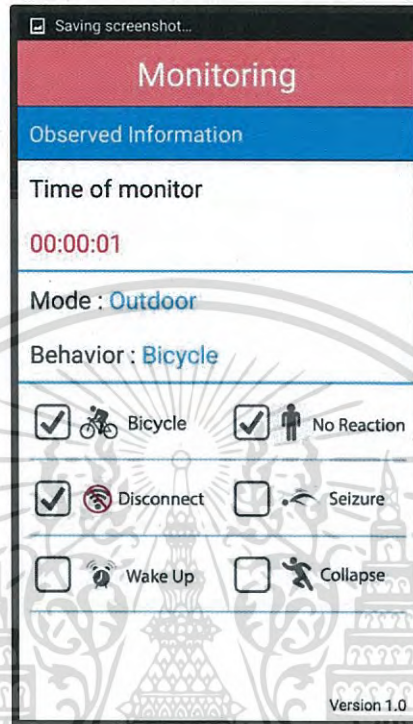 Saving screenshot...
Monitoring
Observed Information
Time of monitor
00:00:01
Mode : Outdoor
Behavior : Bicycle
Bicycle No Reaction
Disconnect Seizure
Wake Up Collapse
Version 1.0